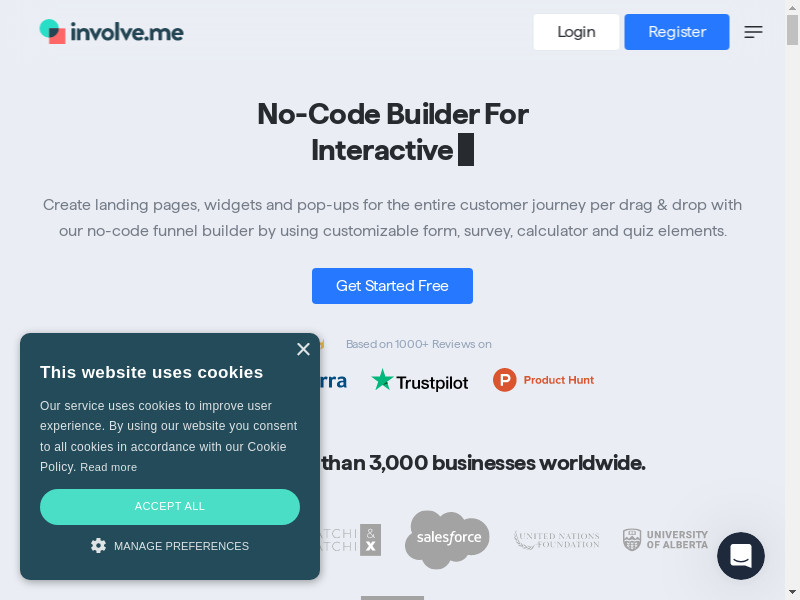 involve.me
Login
Register
No-Code Builder For
Interactive
Create landing pages, widgets and pop-ups for the entire customer journey per drag & drop with
our no-code funnel builder by using customizable form, survey, calculator and quiz elements.
Get Started Free
Based on 1000+ Reviews on
Trustpilot
P Product Hunt
than 3,000 businesses worldwide.
&
X
salesforce
UNITED NATIONS
FOUNDATION
UNIVERSITY
OF ALBERTA
This website uses cookies
Our service uses cookies to improve user
experience. By using our website you consent
to all cookies in accordance with our Cookie
Policy. Read more
ACCEPT ALL
MANAGE PREFERENCES